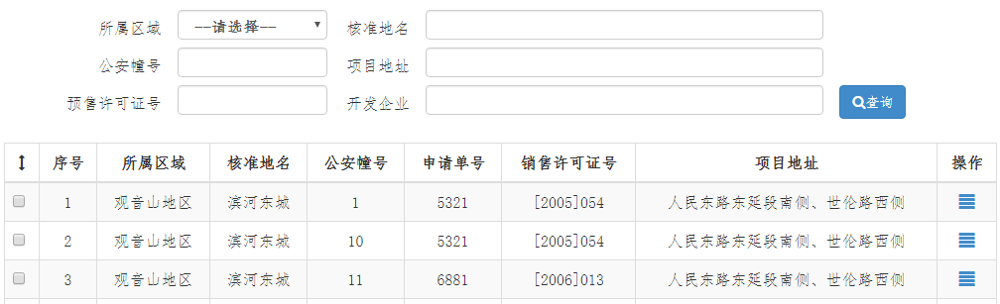 所属区域 --请选择-- 核准地名
公安幢号 项目地址
预售许可证号 开发企业 查询
序号 所属区域 核准地名 公安幢号 申请单号 销售许可证号 项目地址 操作
1 观音山地区 滨河东城 1 5321 [2005]054 人民东路东延段南侧、世伦路西侧
2 观音山地区 滨河东城 10 5321 [2005]054 人民东路东延段南侧、世伦路西侧
3 观音山地区 滨河东城 11 6881 [2006]013 人民东路东延段南侧、世伦路西侧